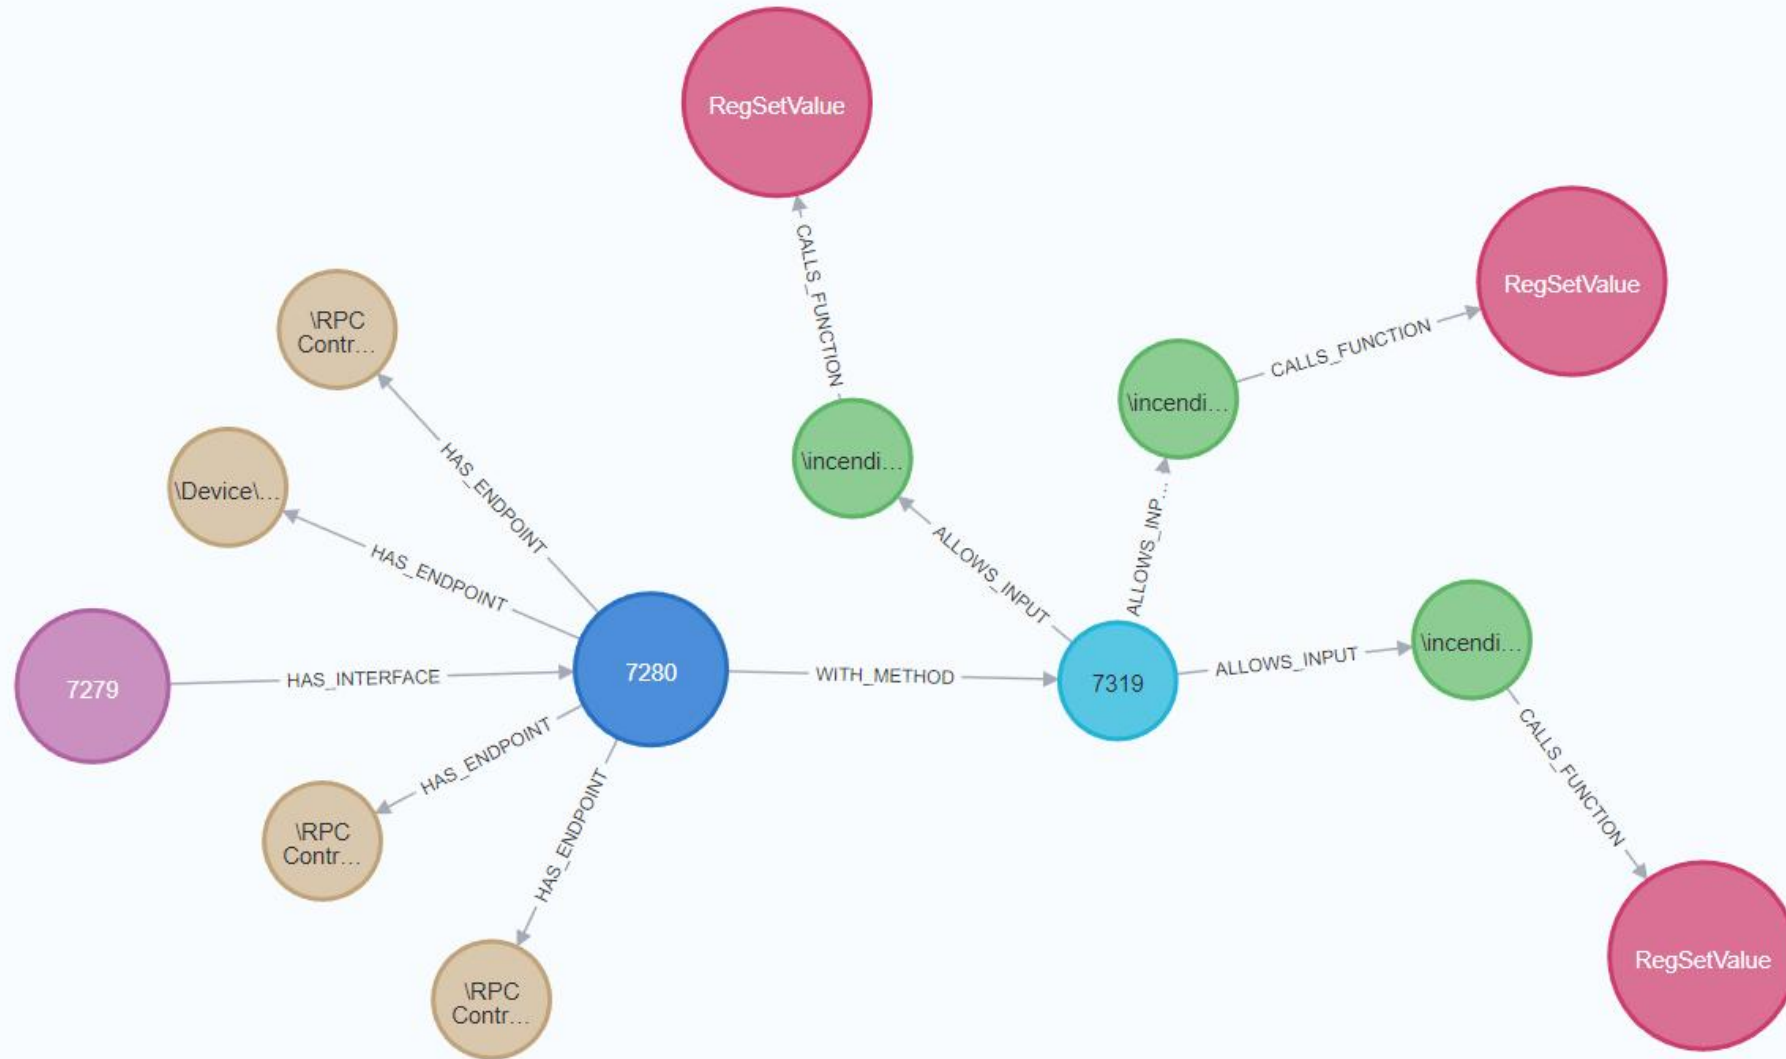 RegSetValue
CALLS_FUNCTION
RegSetValue
CALLS_FUNCTION
\RPC
Contr...
\incendi...
\incendi...
HAS_ENDPOINT
\Device\...
HAS_ENDPOINT
ALLOWS_INPUT
ALLOWS_INP...
7279
HAS_INTERFACE
7280
WITH_METHOD
7319
ALLOWS_INPUT
\incendi...
HAS_ENDPOINT
CALLS_FUNCTION
\RPC
Contr...
HAS_ENDPOINT
\RPC
Contr...
RegSetValue